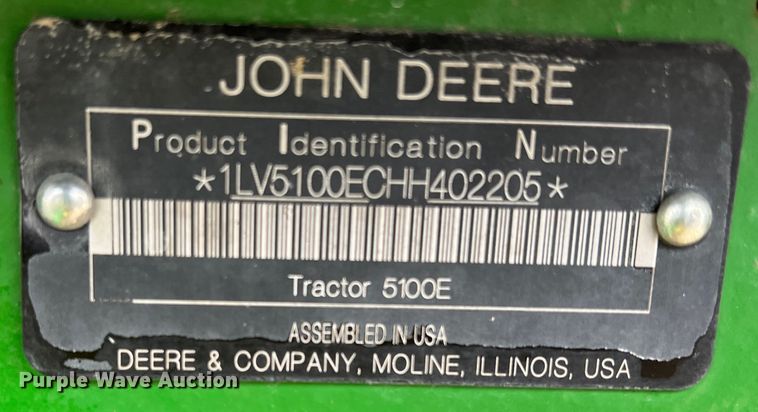 JOHN DEERE
Product Identification Number
*1LV5100ECHH402205*
Tractor 5100E
ASSEMBLED IN USA
DEERE & COMPANY, MOLINE, ILLINOIS, USA
Purple Wave Auction